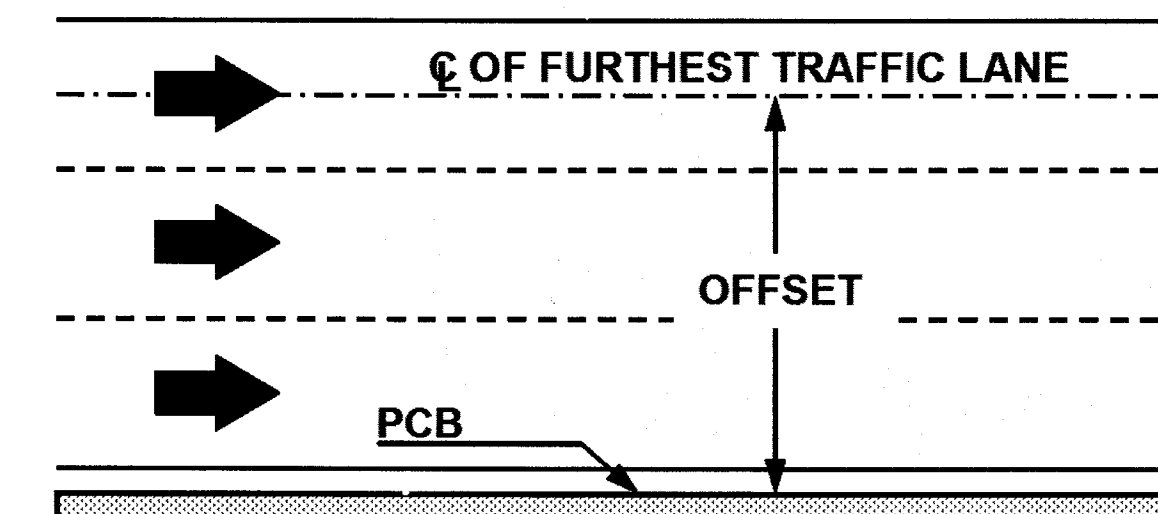 ℄ OF FURTHEST TRAFFIC LANE
OFFSET
PCB